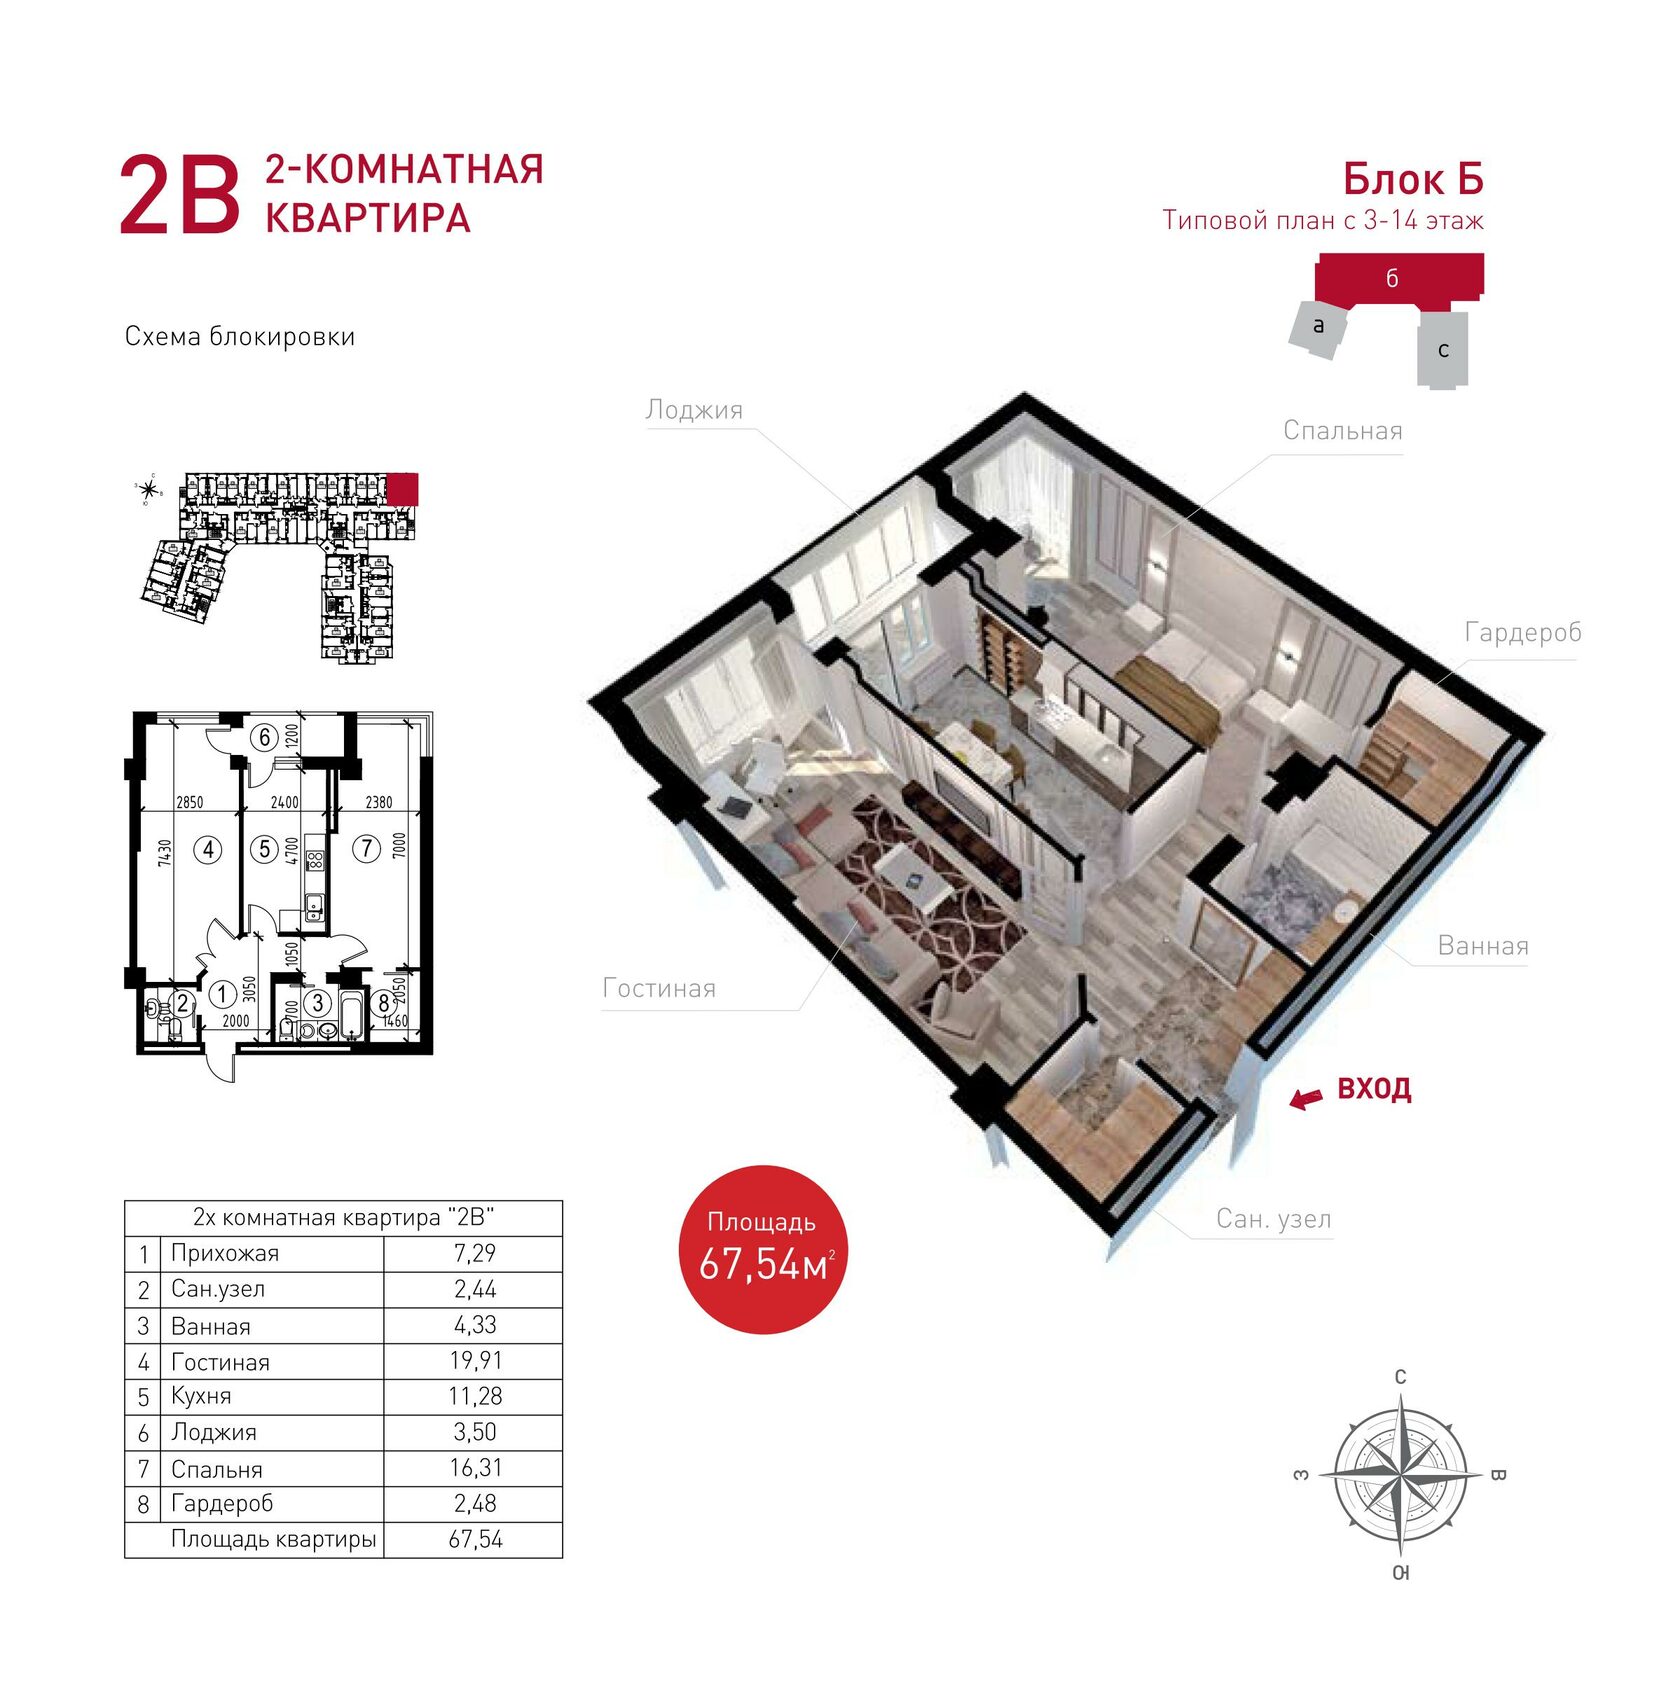 2В
2-КОМНАТНАЯ
КВАРТИРА
Блок Б
Типовой план с 3-14 этаж
б
а
с
Схема блокировки
Лоджия
Спальная
Гардероб
Ванная
Гостиная
Сан. узел
ВХОД
6
1200
2850
2400
2380
7430
4
5
4700
7
7000
1050
1
3050
2
1600
2000
3
700
8
2050
1460
Площадь
67,54м²
2х комнатная квартира "2В"
1 Прихожая 7,29
2 Сан.узел 2,44
3 Ванная 4,33
4 Гостиная 19,91
5 Кухня 11,28
6 Лоджия 3,50
7 Спальня 16,31
8 Гардероб 2,48
Площадь квартиры 67,54
С
З
В
Ю